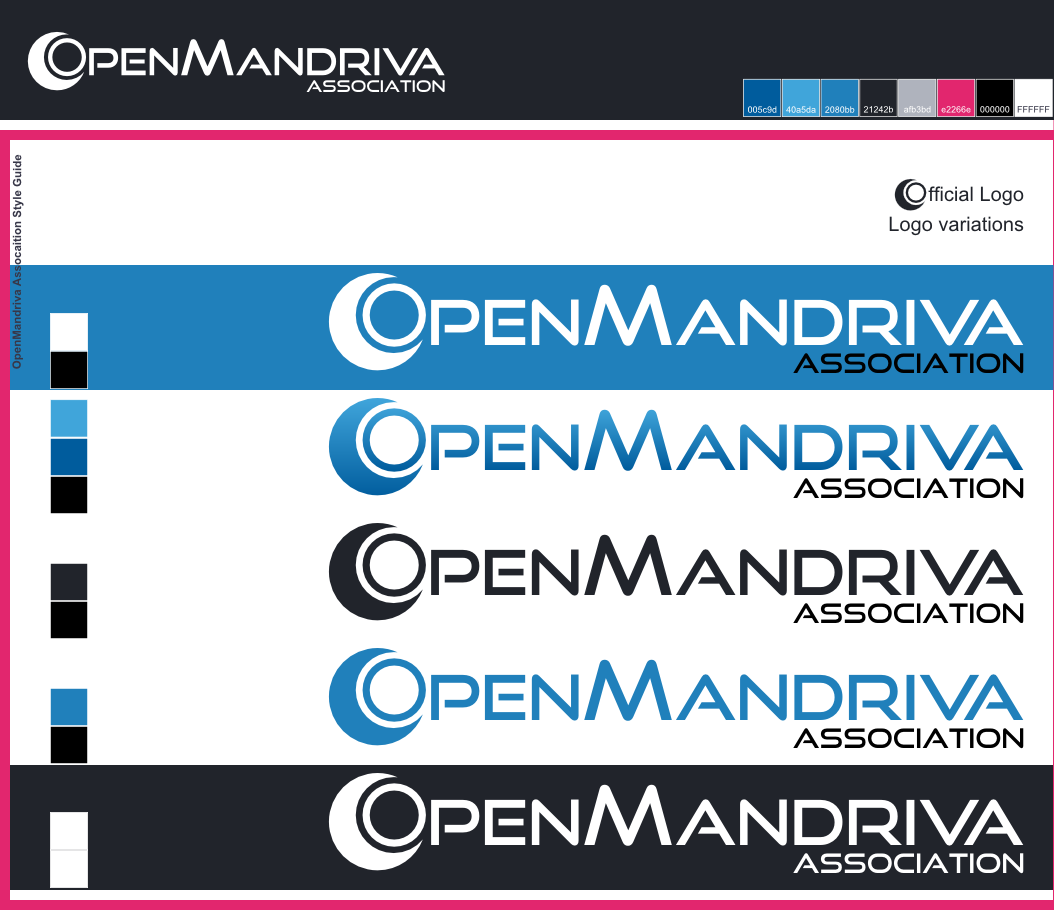 OPENMANDRIVA
ASSOCIATION
005c9d 40a5da 2080bb 21242b afb3bd e2266e 000000 FFFFFF
OpenMandriva Assocaition Style Guide
Official Logo
Logo variations
OPENMANDRIVA
ASSOCIATION
OPENMANDRIVA
ASSOCIATION
OPENMANDRIVA
ASSOCIATION
OPENMANDRIVA
ASSOCIATION
OPENMANDRIVA
ASSOCIATION